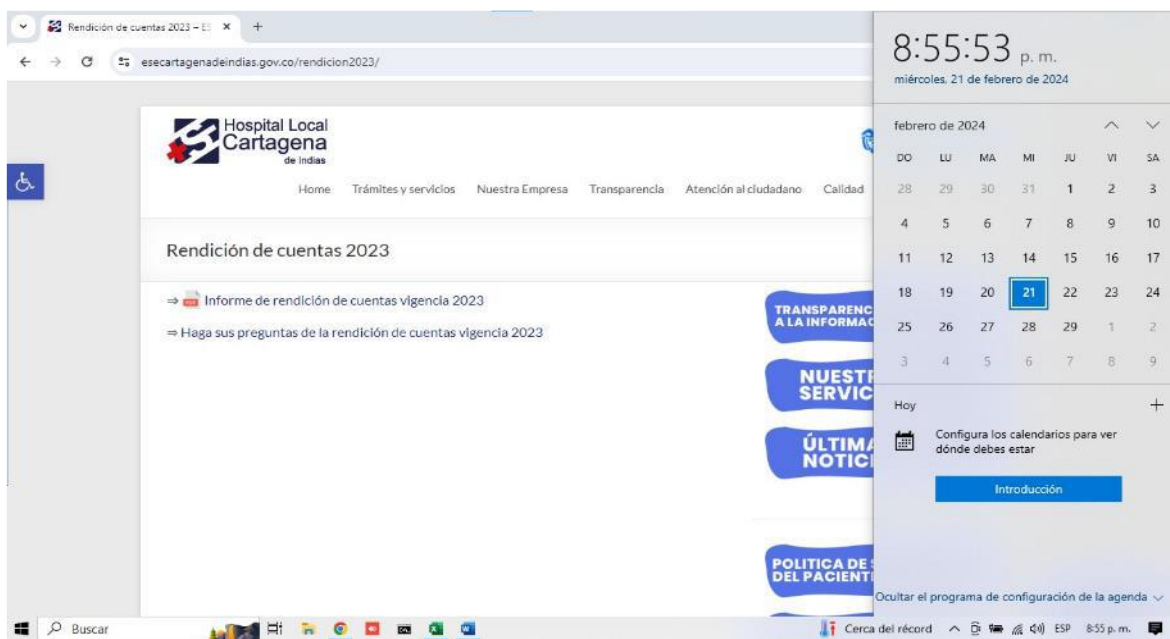 Rendición de cuentas 2023 – ES
esecartagenadeindias.gov.co/rendicion2023/
Hospital Local
Cartagena
de Indias
Home Trámites y servicios Nuestra Empresa Transparencia Atención al ciudadano Calidad
Rendición de cuentas 2023
⇒ Informe de rendición de cuentas vigencia 2023
⇒ Haga sus preguntas de la rendición de cuentas vigencia 2023
TRANSPARENC
A LA INFORMAC
NUESTR
SERVIC
ÚLTIMA
NOTICI
POLITICA DE S
DEL PACIENT
8:55:53 p. m.
miércoles, 21 de febrero de 2024
febrero de 2024
DO LU MA MI JU VI SA
28 29 30 31 1 2 3
4 5 6 7 8 9 10
11 12 13 14 15 16 17
18 19 20 21 22 23 24
25 26 27 28 29 1 2
3 4 5 6 7 8 9
Hoy
Configura los calendarios para ver
dónde debes estar
Introducción
Ocultar el programa de configuración de la agenda
Buscar
Cerca del récord ESP 8:55 p. m.